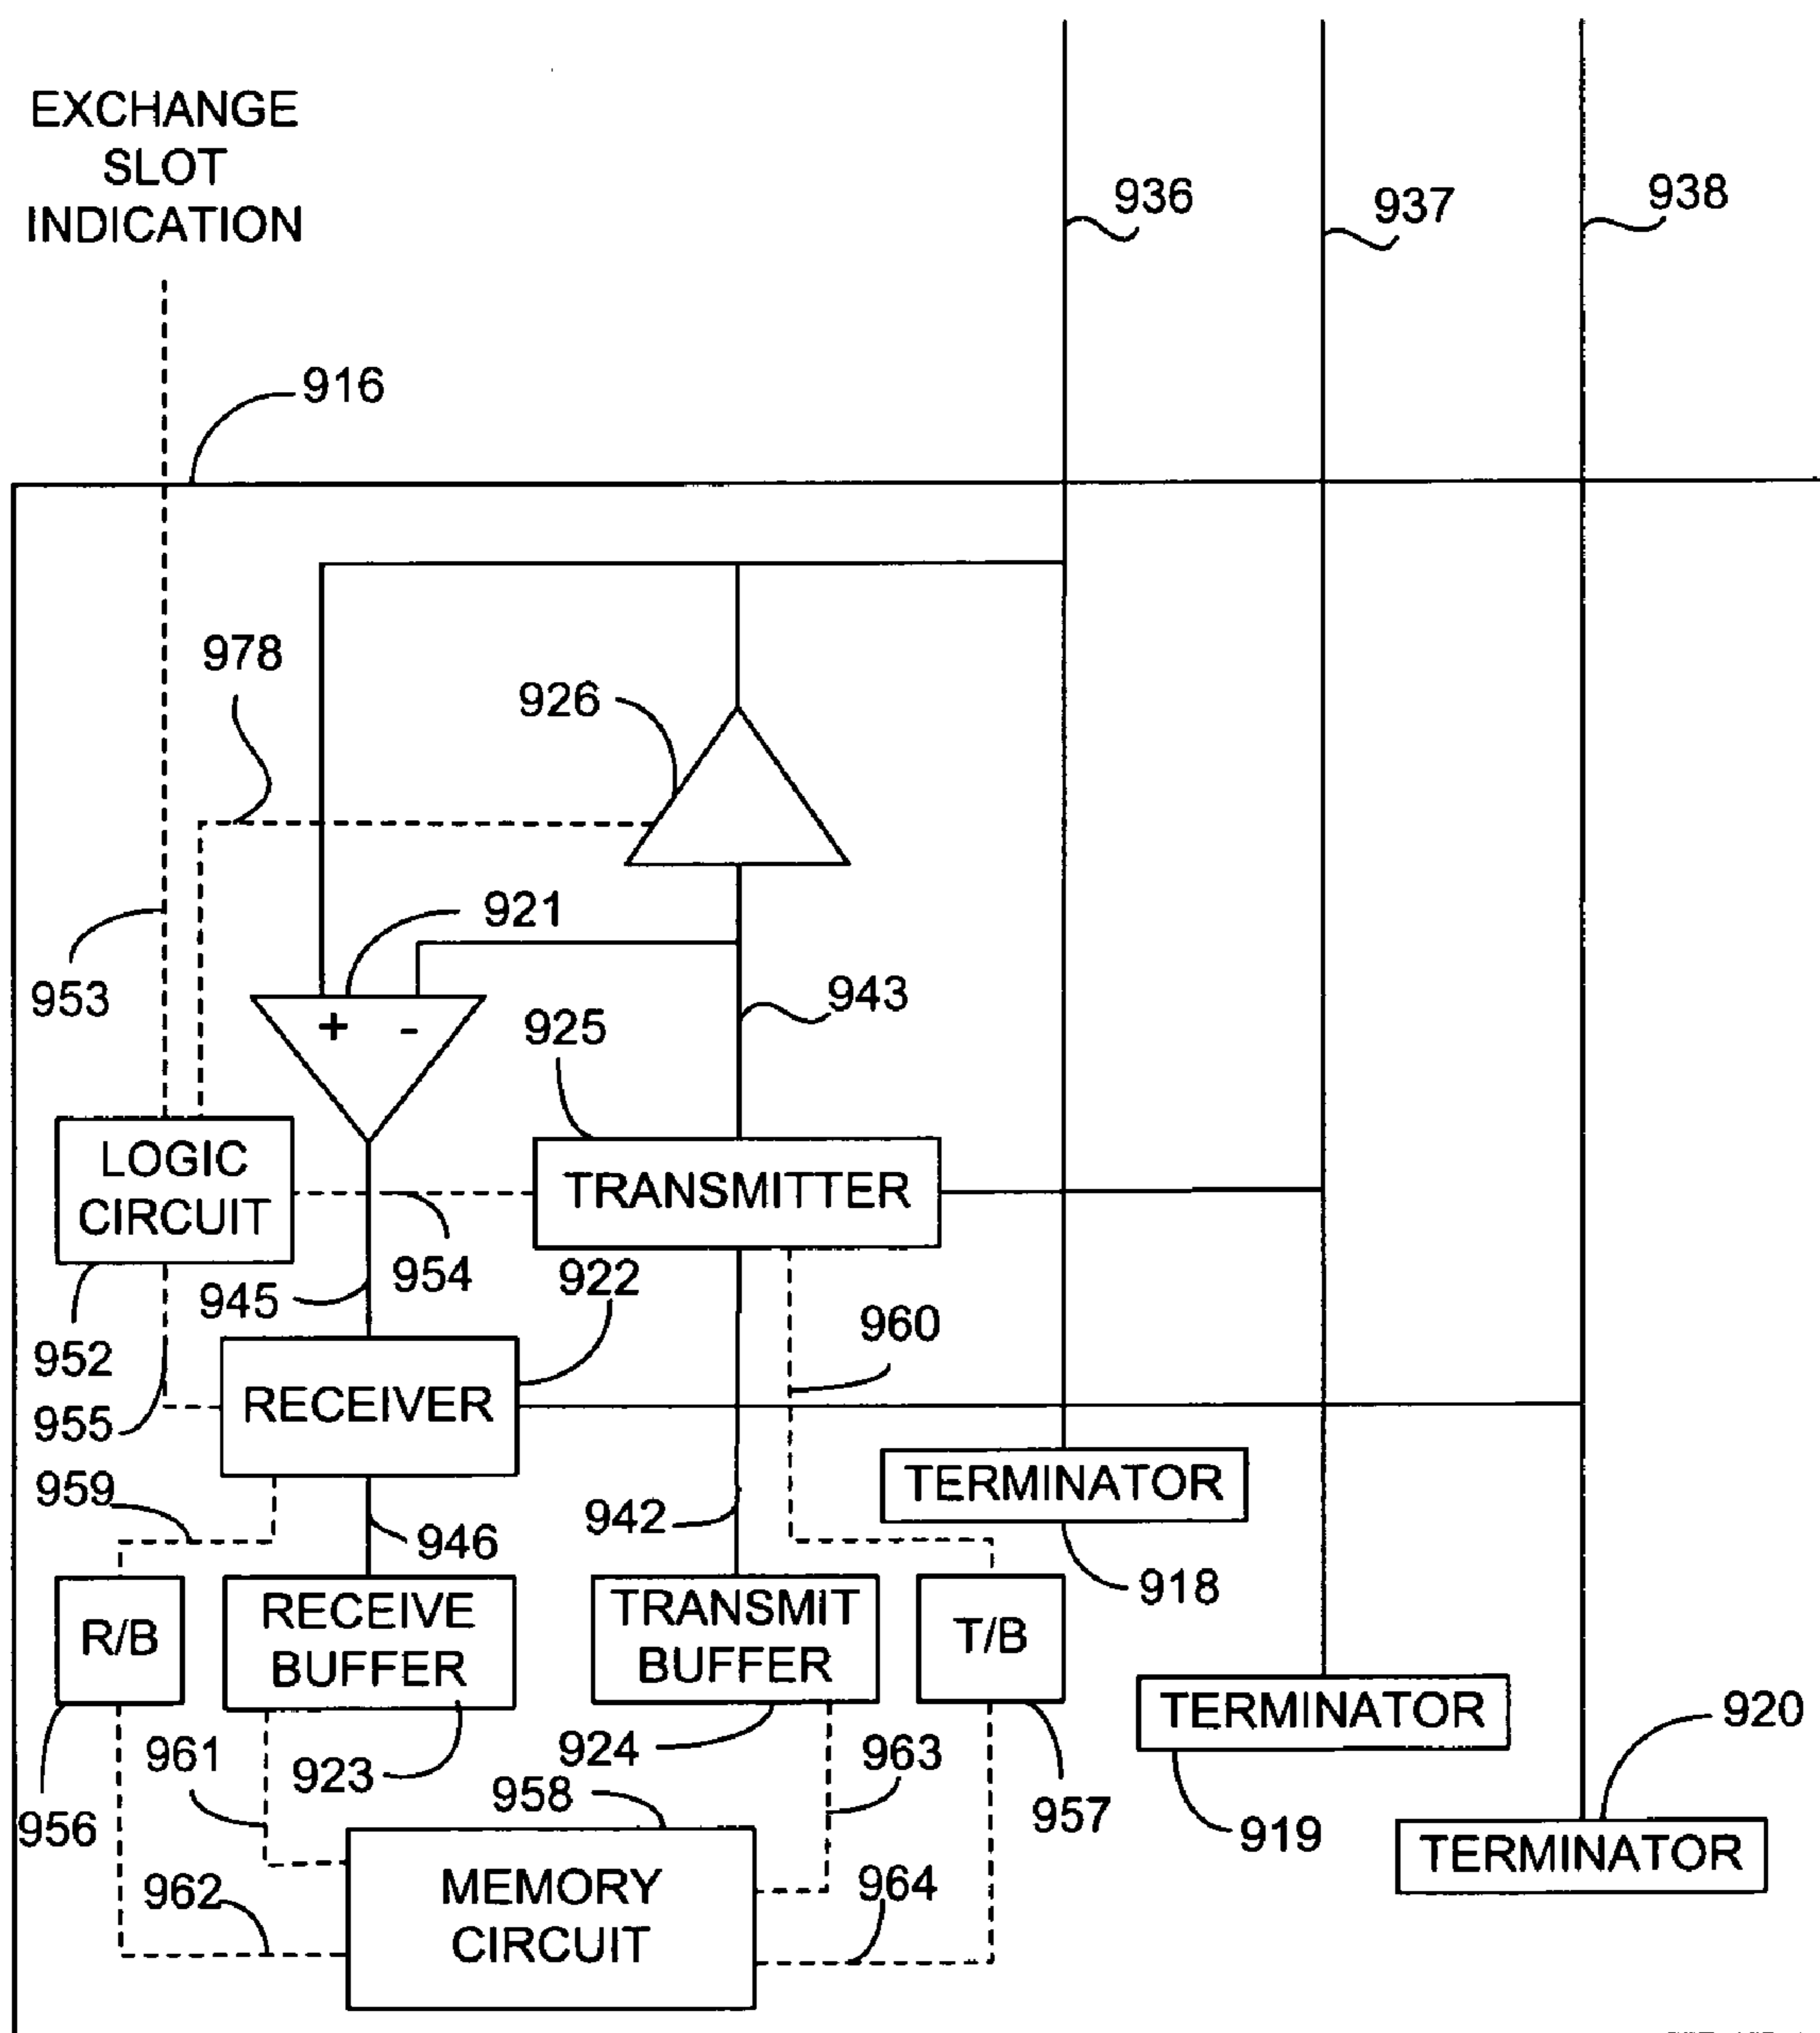 EXCHANGE
SLOT
INDICATION
936
937
938
916
978
926
921
953
943
925
LOGIC
CIRCUIT
TRANSMITTER
954
922
945
952
960
955
RECEIVER
959
TERMINATOR
942
946
918
R/B
RECEIVE
BUFFER
TRANSMIT
BUFFER
T/B
TERMINATOR
920
961
923
924
963
958
957
956
919
TERMINATOR
962
MEMORY
CIRCUIT
964
+ -